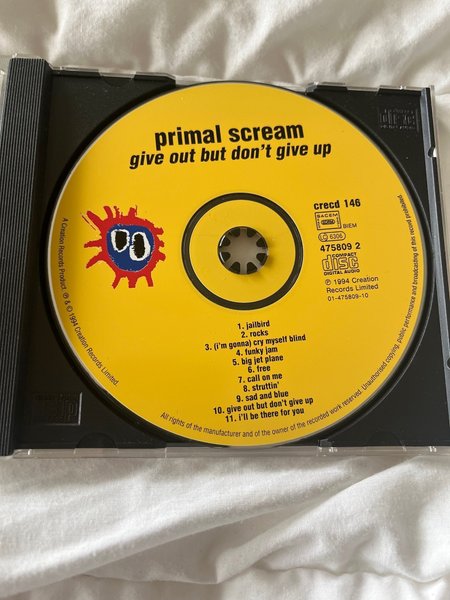 primal scream
give out but don't give up
crecd 146
SACEM
BIEM
LC 6306
475809 2
COMPACT
disc
DIGITAL AUDIO
℗ 1994 Creation
Records Limited
01-475809-10
1. jailbird
2. rocks
3. (i'm gonna) cry myself blind
4. funky jam
5. big jet plane
6. free
7. call on me
8. struttin'
9. sad and blue
10. give out but don't give up
11. i'll be there for you
A Creation Records Product. ℗ & © 1994 Creation Records Limited.
All rights of the manufacturer and of the owner of the recorded work reserved. Unauthorised copying, public performance and broadcasting of this record prohibited